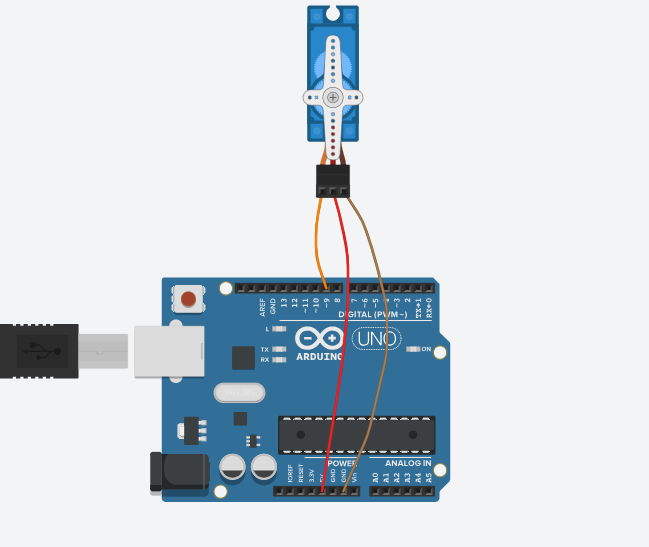 AREF
GND
13
12
~11
~10
~9
8
7
~6
~5
4
~3
2
TX→1
RX←0
DIGITAL (PWM~)
L
TX
RX
ARDUINO
UNO
ON
POWER
ANALOG IN
IOREF
RESET
3.3V
5V
GND
GND
Vin
A0
A1
A2
A3
A4
A5